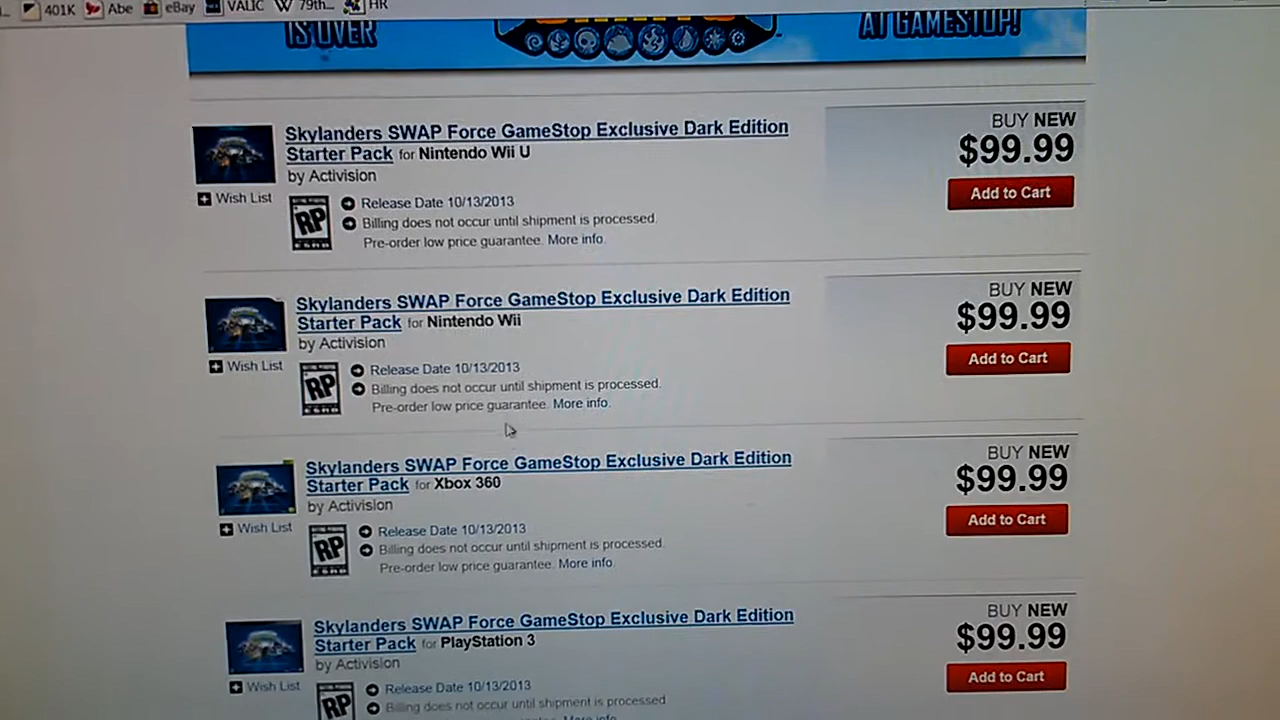 401K Abe eBay VALIC W 79th... HR
IS OVER
AT GAMESTOP!
Skylanders SWAP Force GameStop Exclusive Dark Edition
Starter Pack for Nintendo Wii U
by Activision
Wish List
RP
ESRB
Release Date 10/13/2013
Billing does not occur until shipment is processed.
Pre-order low price guarantee. More info.
BUY NEW
$99.99
Add to Cart
Skylanders SWAP Force GameStop Exclusive Dark Edition
Starter Pack for Nintendo Wii
by Activision
Wish List
RP
ESRB
Release Date 10/13/2013
Billing does not occur until shipment is processed.
Pre-order low price guarantee. More info.
BUY NEW
$99.99
Add to Cart
Skylanders SWAP Force GameStop Exclusive Dark Edition
Starter Pack for Xbox 360
by Activision
Wish List
RP
ESRB
Release Date 10/13/2013
Billing does not occur until shipment is processed.
Pre-order low price guarantee. More info.
BUY NEW
$99.99
Add to Cart
Skylanders SWAP Force GameStop Exclusive Dark Edition
Starter Pack for PlayStation 3
by Activision
Wish List
RP
Release Date 10/13/2013
Billing does not occur until shipment is processed
More info.
BUY NEW
$99.99
Add to Cart